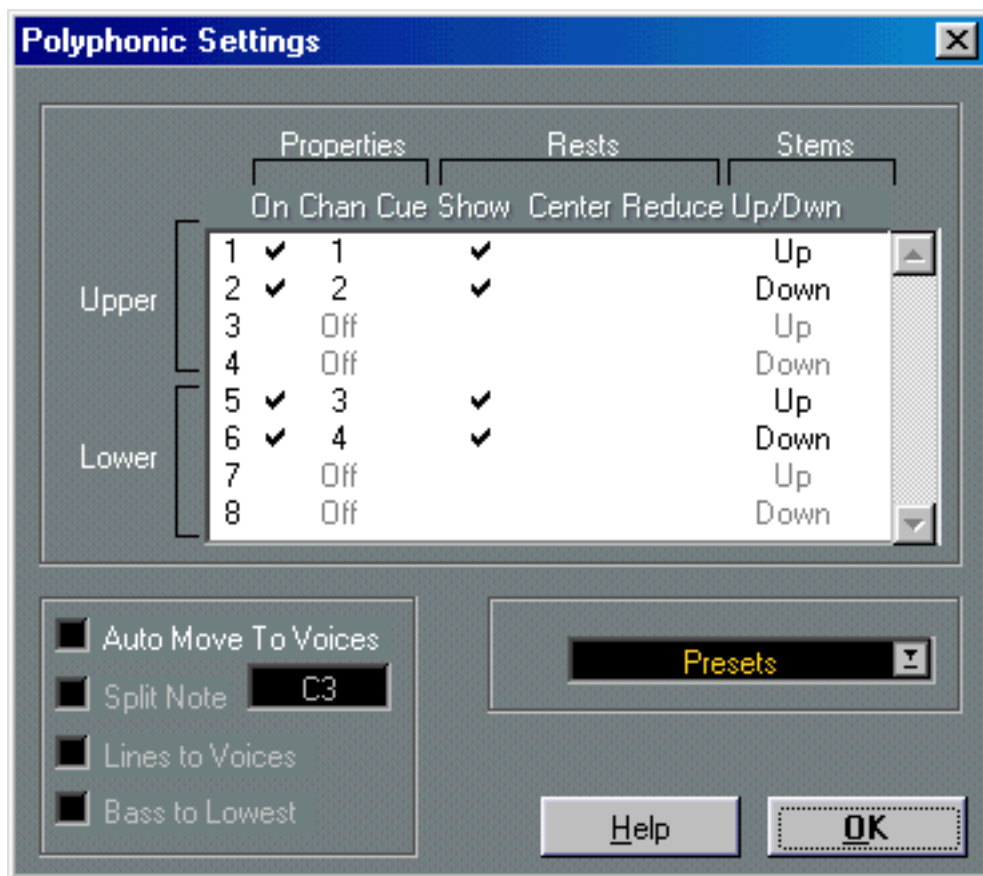 Polyphonic Settings
Properties Rests Stems
On Chan Cue Show Center Reduce Up/Dwn
Upper
1 ✔ 1 ✔ Up
2 ✔ 2 ✔ Down
3 Off Up
4 Off Down
Lower
5 ✔ 3 ✔ Up
6 ✔ 4 ✔ Down
7 Off Up
8 Off Down
Auto Move To Voices
Split Note C3
Lines to Voices
Bass to Lowest
Presets
Help OK